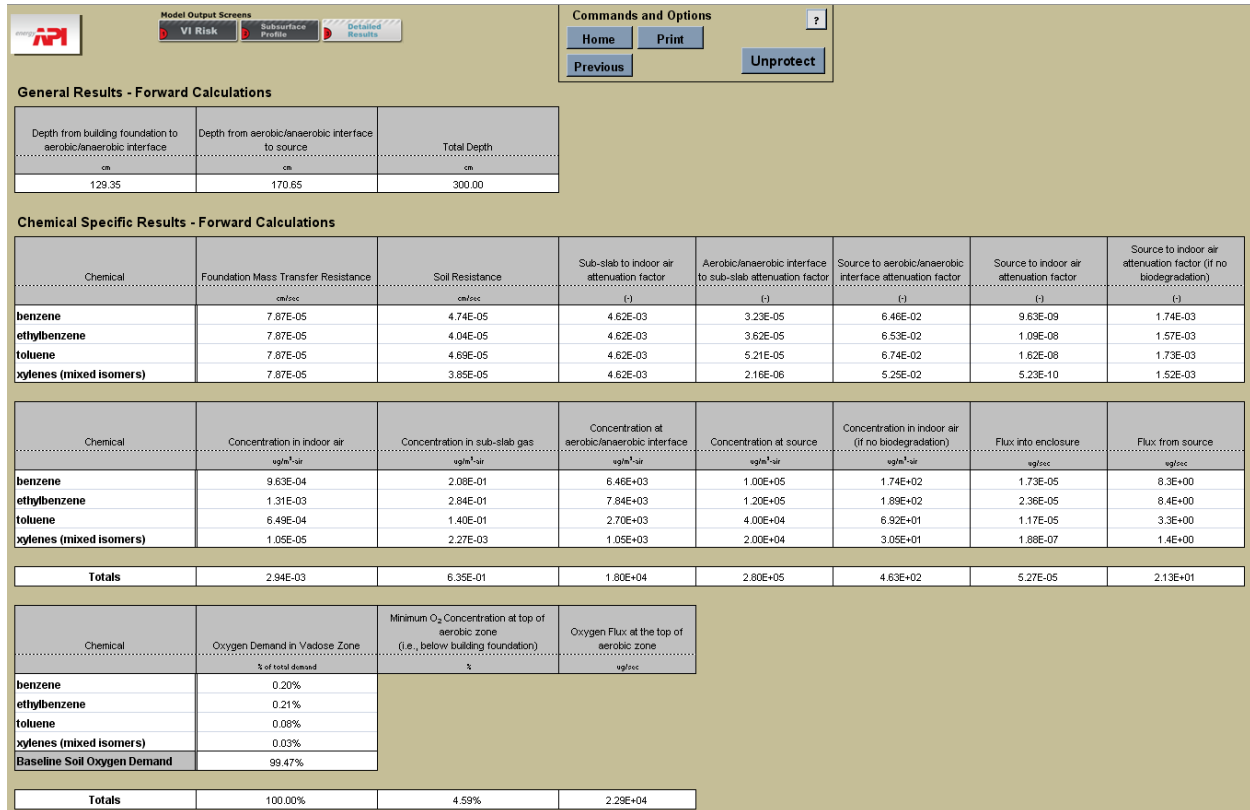 energy API
Model Output Screens
VI Risk
Subsurface
Profile
Detailed
Results
Commands and Options
?
Home Print
Previous Unprotect
General Results - Forward Calculations
Depth from building foundation to
aerobic/anaerobic interface
Depth from aerobic/anaerobic interface
to source
Total Depth
cm cm cm
129.35 170.65 300.00
Chemical Specific Results - Forward Calculations
Chemical
Foundation Mass Transfer Resistance
Soil Resistance
Sub-slab to indoor air
attenuation factor
Aerobic/anaerobic interface
to sub-slab attenuation factor
Source to aerobic/anaerobic
interface attenuation factor
Source to indoor air
attenuation factor
Source to indoor air
attenuation factor (if no
biodegradation)
cm/sec cm/sec (-) (-) (-) (-) (-)
benzene 7.87E-05 4.74E-05 4.62E-03 3.23E-05 6.46E-02 9.63E-09 1.74E-03
ethylbenzene 7.87E-05 4.04E-05 4.62E-03 3.62E-05 6.53E-02 1.09E-08 1.57E-03
toluene 7.87E-05 4.69E-05 4.62E-03 5.21E-05 6.74E-02 1.62E-08 1.73E-03
xylenes (mixed isomers) 7.87E-05 3.85E-05 4.62E-03 2.16E-06 5.25E-02 5.23E-10 1.52E-03
Chemical
Concentration in indoor air
Concentration in sub-slab gas
Concentration at
aerobic/anaerobic interface
Concentration at source
Concentration in indoor air
(if no biodegradation)
Flux into enclosure
Flux from source
ug/m³-air ug/m³-air ug/m³-air ug/m³-air ug/m³-air ug/sec ug/sec
benzene 9.63E-04 2.08E-01 6.46E+03 1.00E+05 1.74E+02 1.73E-05 8.3E+00
ethylbenzene 1.31E-03 2.84E-01 7.84E+03 1.20E+05 1.89E+02 2.36E-05 8.4E+00
toluene 6.49E-04 1.40E-01 2.70E+03 4.00E+04 6.92E+01 1.17E-05 3.3E+00
xylenes (mixed isomers) 1.05E-05 2.27E-03 1.05E+03 2.00E+04 3.05E+01 1.88E-07 1.4E+00
Totals 2.94E-03 6.35E-01 1.80E+04 2.80E+05 4.63E+02 5.27E-05 2.13E+01
Chemical
Oxygen Demand in Vadose Zone
Minimum O₂ Concentration at top of
aerobic zone
(i.e., below building foundation)
Oxygen Flux at the top of
aerobic zone
% of total demand % ug/sec
benzene 0.20%
ethylbenzene 0.21%
toluene 0.08%
xylenes (mixed isomers) 0.03%
Baseline Soil Oxygen Demand 99.47%
Totals 100.00% 4.59% 2.29E+04